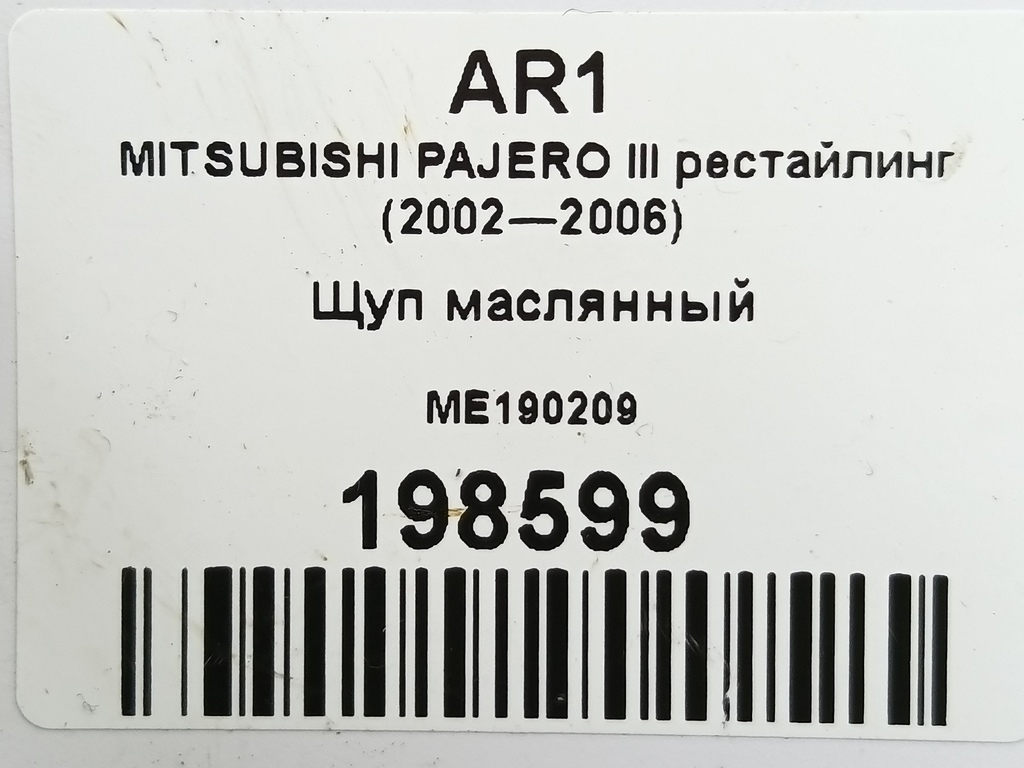 AR1
MITSUBISHI PAJERO III рестайлинг
(2002—2006)
Щуп маслянный
ME190209
198599